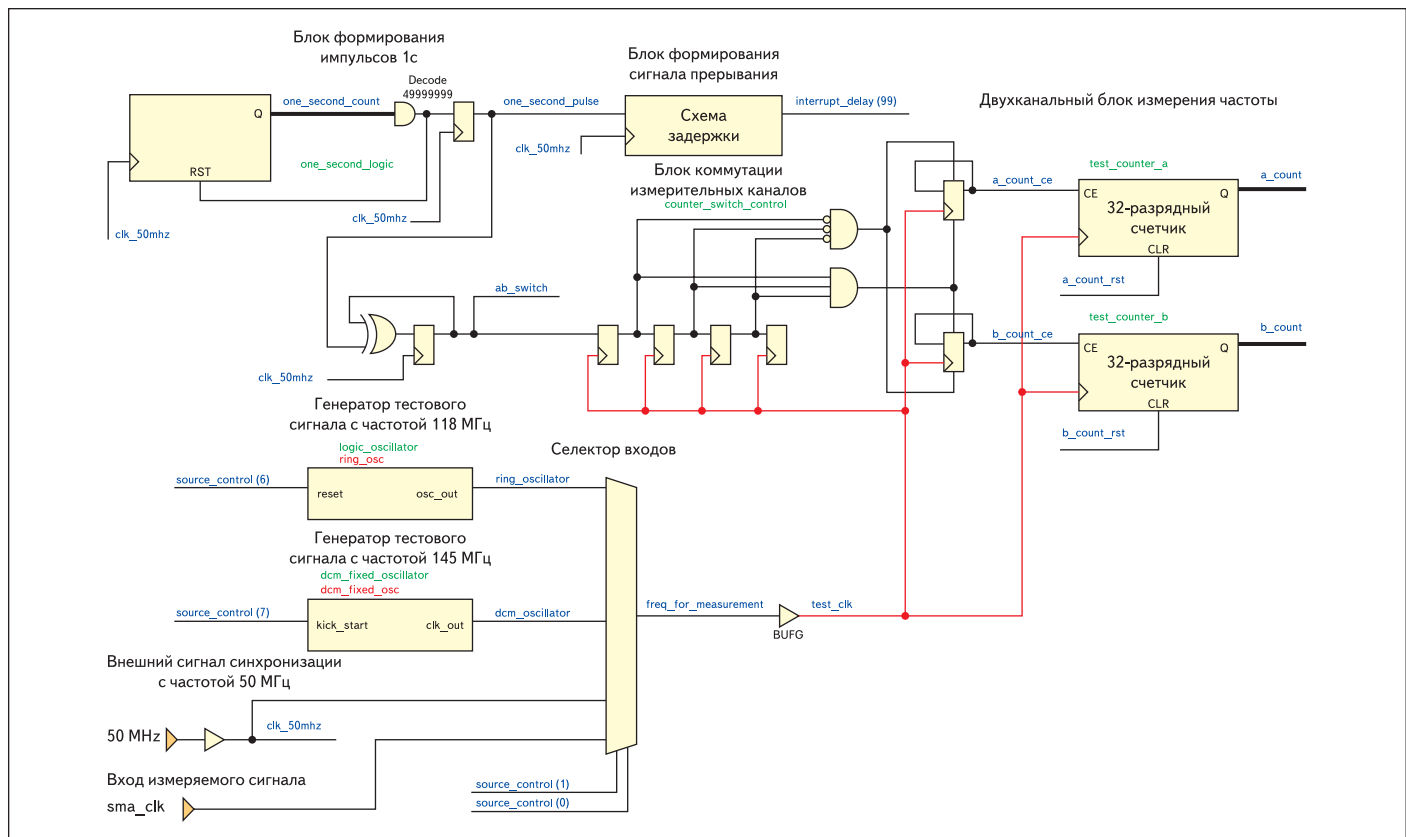 Блок формирования
импульсов 1с
Decode
49999999
Q
one_second_count
one_second_pulse
RST
one_second_logic
clk_50mhz
clk_50mhz
Блок формирования
сигнала прерывания
Схема
задержки
interrupt_delay (99)
clk_50mhz
Блок коммутации
измерительных каналов
counter_switch_control
Двухканальный блок измерения частоты
test_counter_a
a_count_ce
CE
Q
32-разрядный
счетчик
CLR
a_count
a_count_rst
test_counter_b
b_count_ce
CE
Q
32-разрядный
счетчик
CLR
b_count
b_count_rst
ab_switch
clk_50mhz
Генератор тестового
сигнала с частотой 118 МГц
logic_oscillator
ring_osc
source_control (6)
reset
osc_out
ring_oscillator
Селектор входов
Генератор тестового
сигнала с частотой 145 МГц
dcm_fixed_oscillator
dcm_fixed_osc
source_control (7)
kick_start
clk_out
dcm_oscillator
freq_for_measurement
BUFG
test_clk
Внешний сигнал синхронизации
с частотой 50 МГц
50 MHz
clk_50mhz
Вход измеряемого сигнала
sma_clk
source_control (1)
source_control (0)